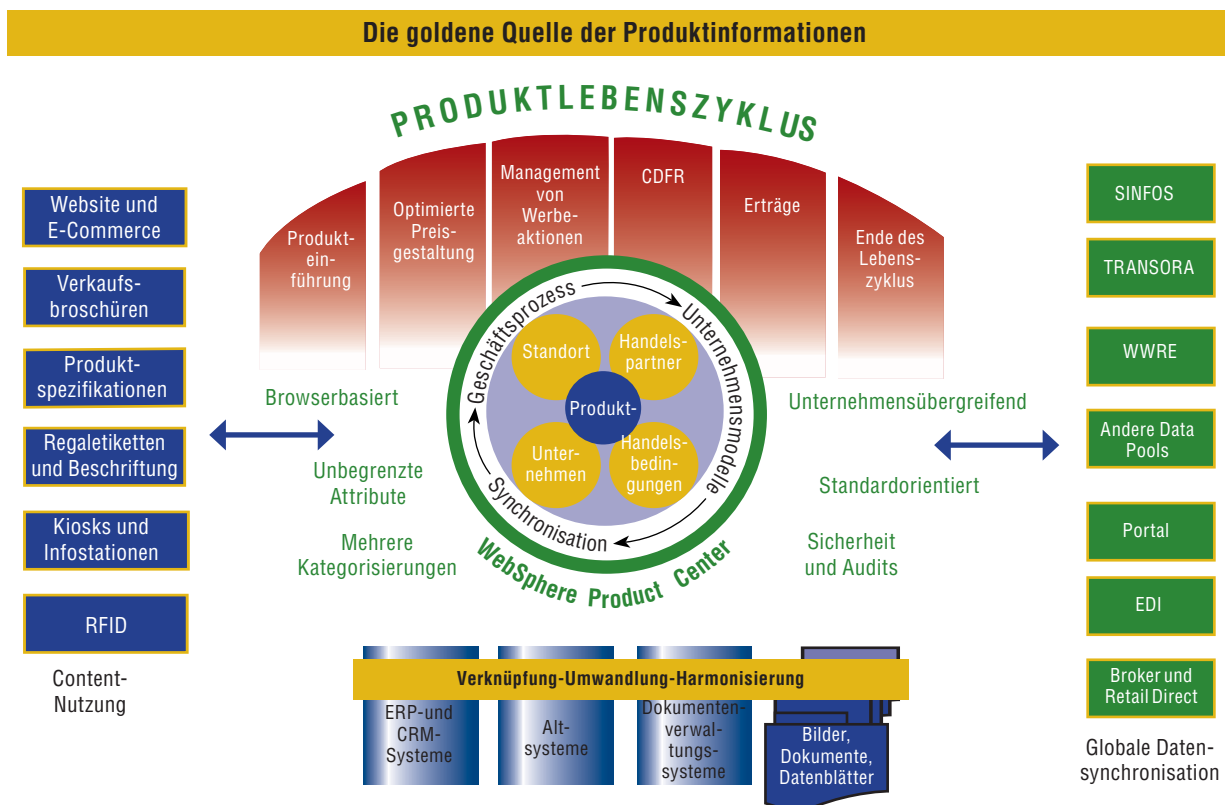 Die goldene Quelle der Produktinformationen
PRODUKTLEBENSZYKLUS
Produkt-
ein-
führung
Optimierte
Preis-
gestaltung
Management
von
Werbe-
aktionen
CDFR
Erträge
Ende des
Lebens-
zyklus
Website und
E-Commerce
Verkaufs-
broschüren
Produkt-
spezifikationen
Regaletiketten
und Beschriftung
Kiosks und
Infostationen
RFID
Content-
Nutzung
Browserbasiert
Unbegrenzte
Attribute
Mehrere
Kategorisierungen
Geschäftsprozess
Unternehmensmodelle
Synchronisation
Standort
Handels-
partner
Produkt-
Unter-
nehmen
Handels-
bedin-
gungen
WebSphere Product Center
Unternehmensübergreifend
Standardorientiert
Sicherheit
und Audits
SINFOS
TRANSORA
WWRE
Andere Data
Pools
Portal
EDI
Broker und
Retail Direct
Globale Daten-
synchronisation
Verknüpfung-Umwandlung-Harmonisierung
ERP-und
CRM-
Systeme
Alt-
systeme
Dokumenten-
verwal-
tungs-
systeme
Bilder,
Dokumente,
Datenblätter